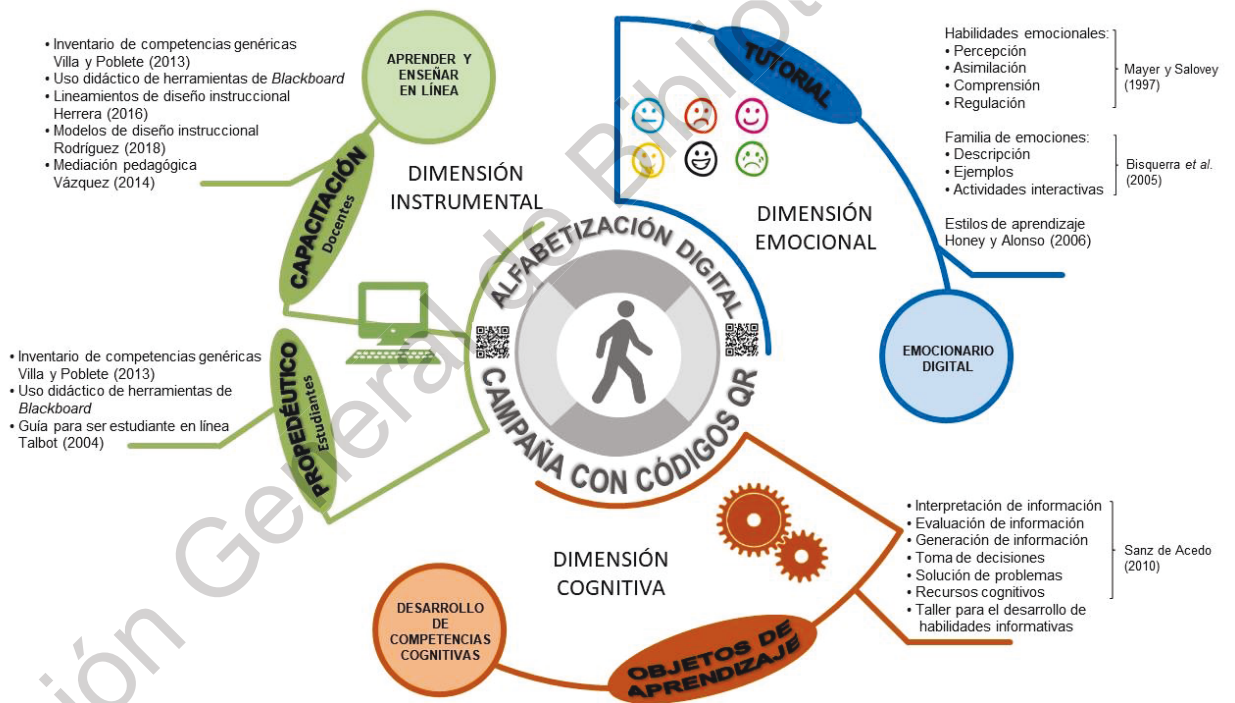 • Inventario de competencias genéricas
Villa y Poblete (2013)
• Uso didáctico de herramientas de Blackboard
• Lineamientos de diseño instruccional
Herrera (2016)
• Modelos de diseño instruccional
Rodríguez (2018)
• Mediación pedagógica
Vázquez (2014)
APRENDER Y
ENSEÑAR
EN LÍNEA
CAPACITACIÓN
Docentes
DIMENSIÓN
INSTRUMENTAL
• Inventario de competencias genéricas
Villa y Poblete (2013)
• Uso didáctico de herramientas de
Blackboard
• Guía para ser estudiante en línea
Talbot (2004)
PROPEDÉUTICO
Estudiantes
ALFABETIZACIÓN DIGITAL
CAMPAÑA CON CÓDIGOS QR
TUTORIAL
DIMENSIÓN
EMOCIONAL
Habilidades emocionales:
• Percepción
• Asimilación
• Comprensión
• Regulación
Mayer y Salovey
(1997)
Familia de emociones:
• Descripción
• Ejemplos
• Actividades interactivas
Bisquerra et al.
(2005)
Estilos de aprendizaje
Honey y Alonso (2006)
EMOCIONARIO
DIGITAL
DIMENSIÓN
COGNITIVA
• Interpretación de información
• Evaluación de información
• Generación de información
• Toma de decisiones
• Solución de problemas
• Recursos cognitivos
• Taller para el desarrollo de
habilidades informativas
Sanz de Acedo
(2010)
OBJETOS DE
APRENDIZAJE
DESARROLLO
DE
COMPETENCIAS
COGNITIVAS
ión General de Bibliot